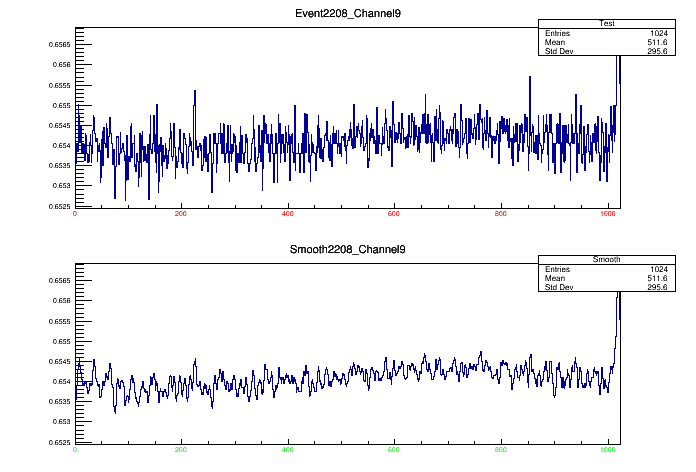 Event2208_Channel9
Test
Entries 1024
Mean 511.6
Std Dev 295.6
0.6565
0.656
0.6555
0.655
0.6545
0.654
0.6535
0.653
0.6525
0 200 400 600 800 1000
Smooth2208_Channel9
Smooth
Entries 1024
Mean 511.6
Std Dev 295.6
0.6565
0.656
0.6555
0.655
0.6545
0.654
0.6535
0.653
0.6525
0 200 400 600 800 1000